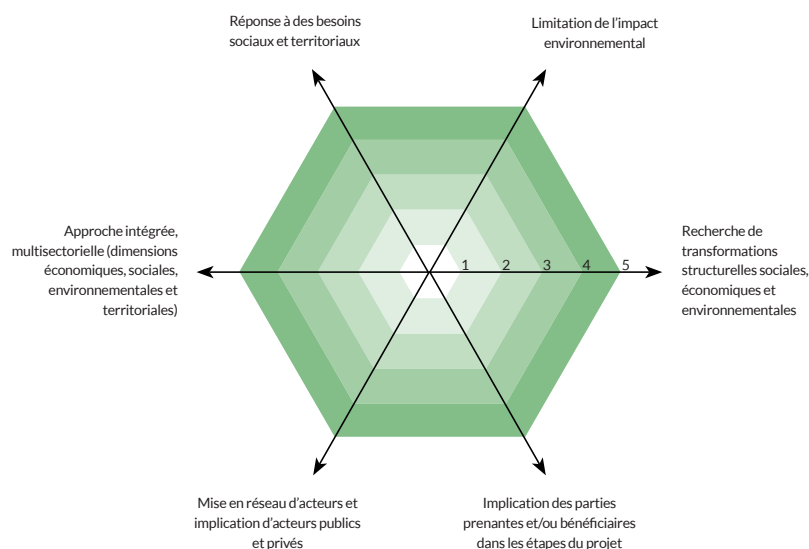 Réponse à des besoins
sociaux et territoriaux
Limitation de l'impact
environnemental
Approche intégrée,
multisectorielle (dimensions
économiques, sociales,
environnementales et
territoriales)
1 2 3 4 5
Recherche de
transformations
structurelles sociales,
économiques et
environnementales
Mise en réseau d'acteurs et
implication d'acteurs publics
et privés
Implication des parties
prenantes et/ou bénéficiaires
dans les étapes du projet